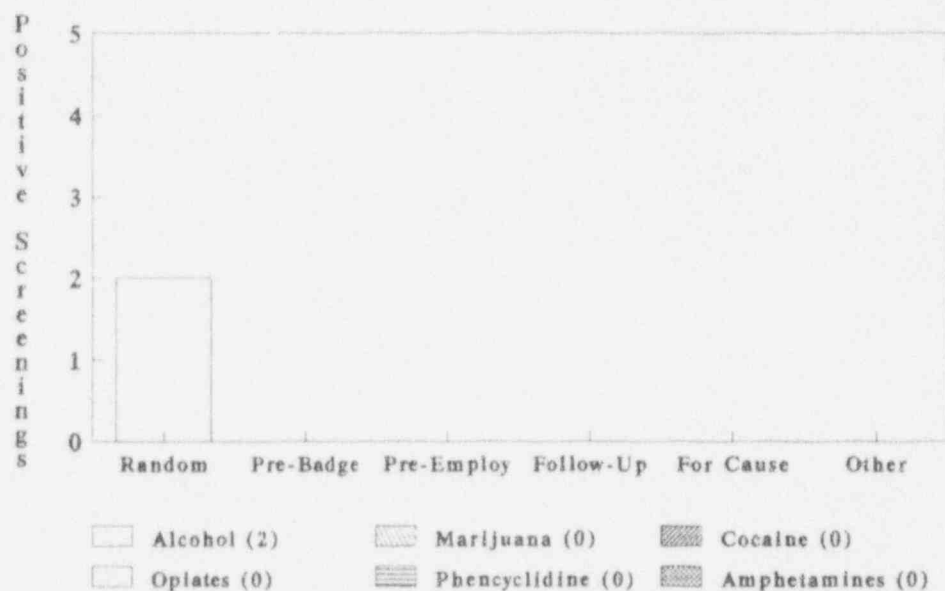 Positive Screenings
5
4
3
2
1
0
Random Pre-Badge Pre-Employ Follow-Up For Cause Other
Alcohol (2) Marijuana (0) Cocaine (0)
Opiates (0) Phencyclidine (0) Amphetamines (0)